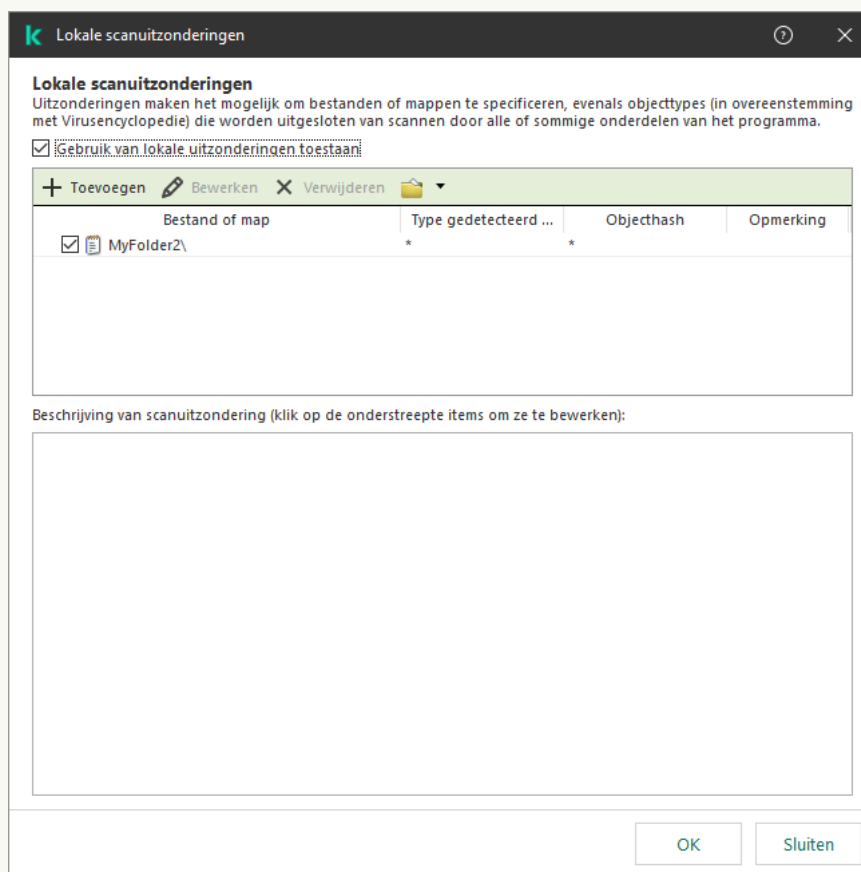 Lokale scanuitzonderingen
Lokale scanuitzonderingen
Uitzonderingen maken het mogelijk om bestanden of mappen te specificeren, evenals objecttypes (in overeenstemming
met Virusencyclopedie) die worden uitgesloten van scannen door alle of sommige onderdelen van het programma.
Gebruik van lokale uitzonderingen toestaan
Toevoegen Bewerken Verwijderen
Bestand of map Type gedetecteerd ... Objecthash Opmerking
MyFolder2\ * *
Beschrijving van scanuitzondering (klik op de onderstreepte items om ze te bewerken):
OK Sluiten